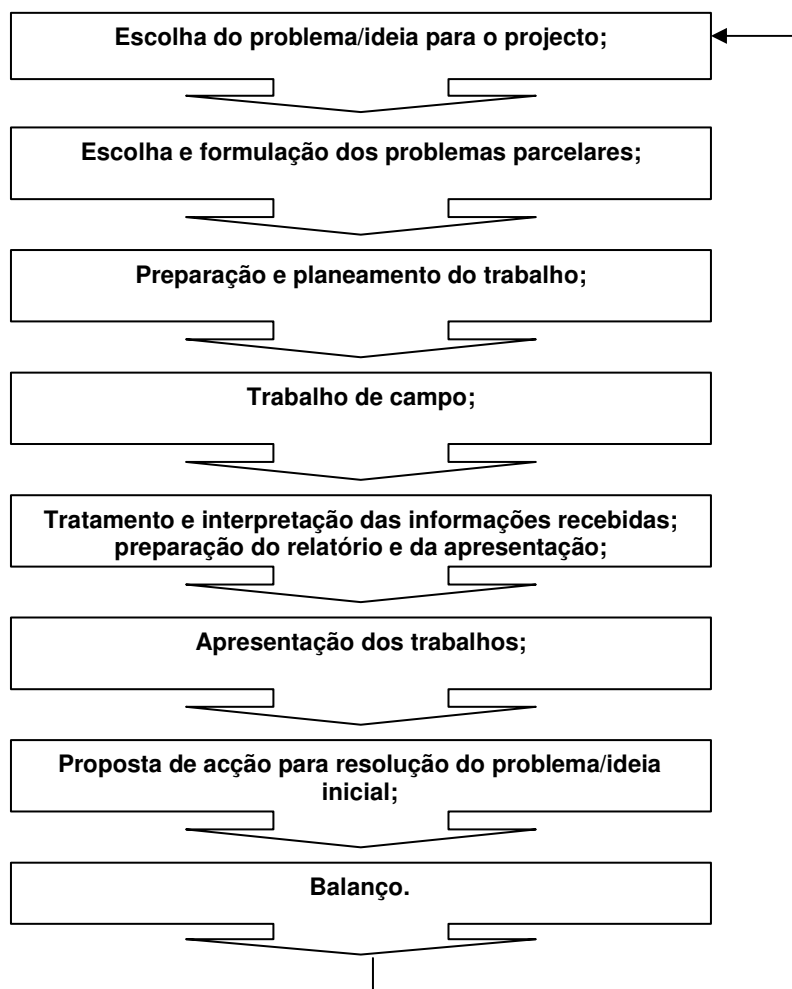 Escolha do problema/ideia para o projecto;
Escolha e formulação dos problemas parcelares;
Preparação e planeamento do trabalho;
Trabalho de campo;
Tratamento e interpretação das informações recebidas;
preparação do relatório e da apresentação;
Apresentação dos trabalhos;
Proposta de acção para resolução do problema/ideia
inicial;
Balanço.